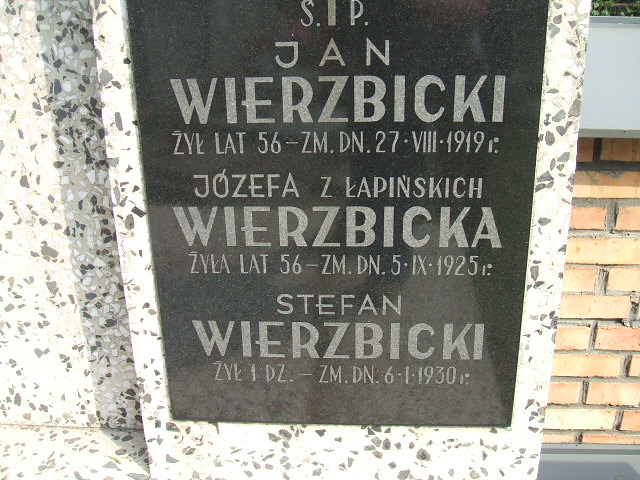 Ś. P.
JAN
WIERZBICKI
ŻYŁ LAT 56 – ZM. DN. 27·VIII·1919 r.
JÓZEFA Z ŁAPIŃSKICH
WIERZBICKA
ŻYŁA LAT 56 – ZM. DN. 5·IX·1925 r.
STEFAN
WIERZBICKI
ŻYŁ 1 DZ. – ZM. DN. 6·I·1930 r.